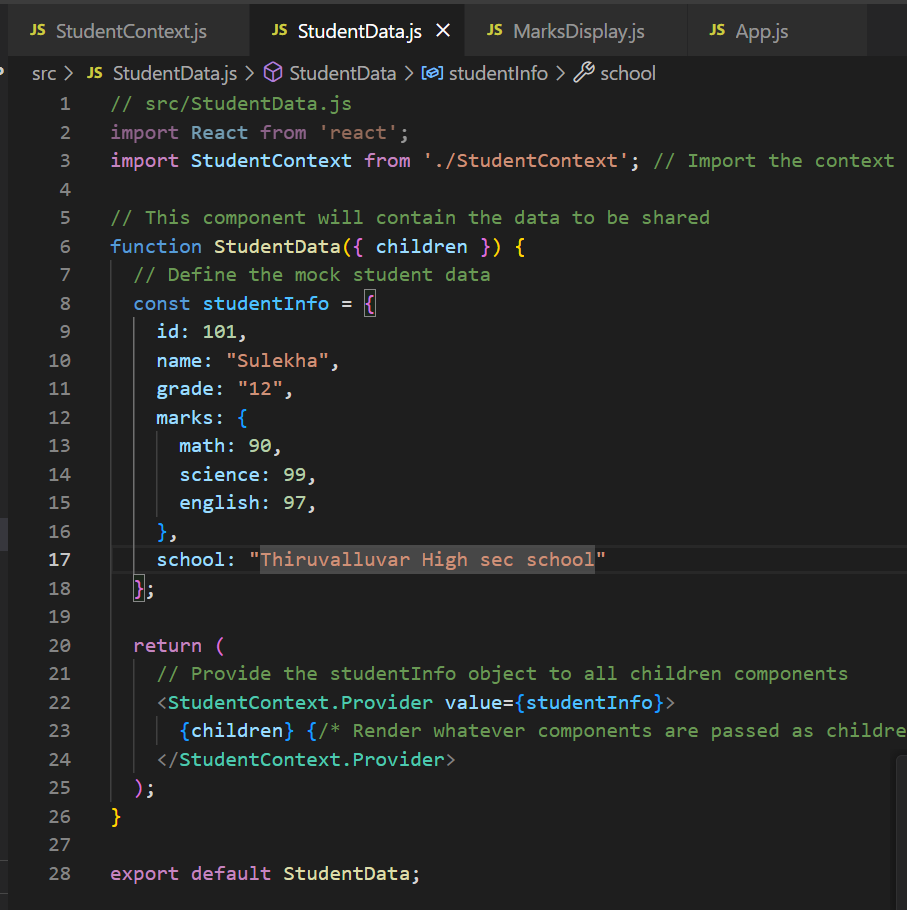 JS StudentContext.js JS StudentData.js × JS MarksDisplay.js JS App.js
src > JS StudentData.js > StudentData > studentInfo > school
1 // src/StudentData.js
2 import React from 'react';
3 import StudentContext from './StudentContext'; // Import the context
4
5 // This component will contain the data to be shared
6 function StudentData({ children }) {
7 // Define the mock student data
8 const studentInfo = {
9 id: 101,
10 name: "Sulekha",
11 grade: "12",
12 marks: {
13 math: 90,
14 science: 99,
15 english: 97,
16 },
17 school: "Thiruvalluvar High sec school"
18 };
19
20 return (
21 // Provide the studentInfo object to all children components
22 <StudentContext.Provider value={studentInfo}>
23 {children} {/* Render whatever components are passed as childre
24 </StudentContext.Provider>
25 );
26 }
27
28 export default StudentData;